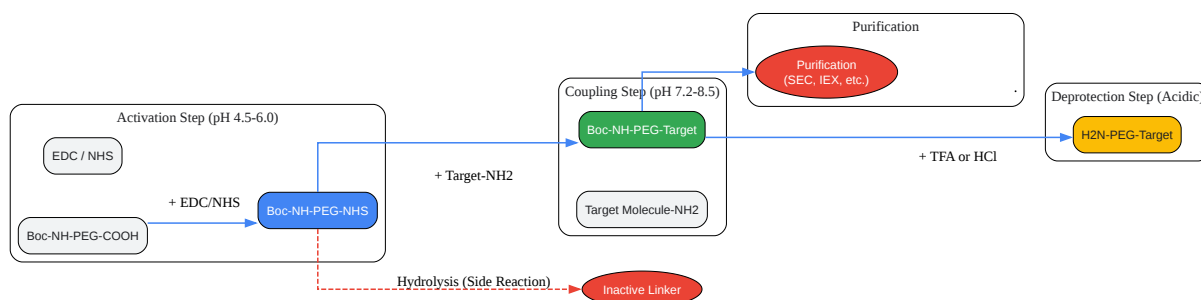 Purification
Purification
(SEC, IEX, etc.)
.
Coupling Step (pH 7.2-8.5)
Boc-NH-PEG-Target
Deprotection Step (Acidic)
H2N-PEG-Target
Activation Step (pH 4.5-6.0)
EDC / NHS
+ Target-NH2
+ TFA or HCl
+ EDC/NHS
Boc-NH-PEG-NHS
Target Molecule-NH2
Boc-NH-PEG-COOH
Hydrolysis (Side Reaction)
Inactive Linker